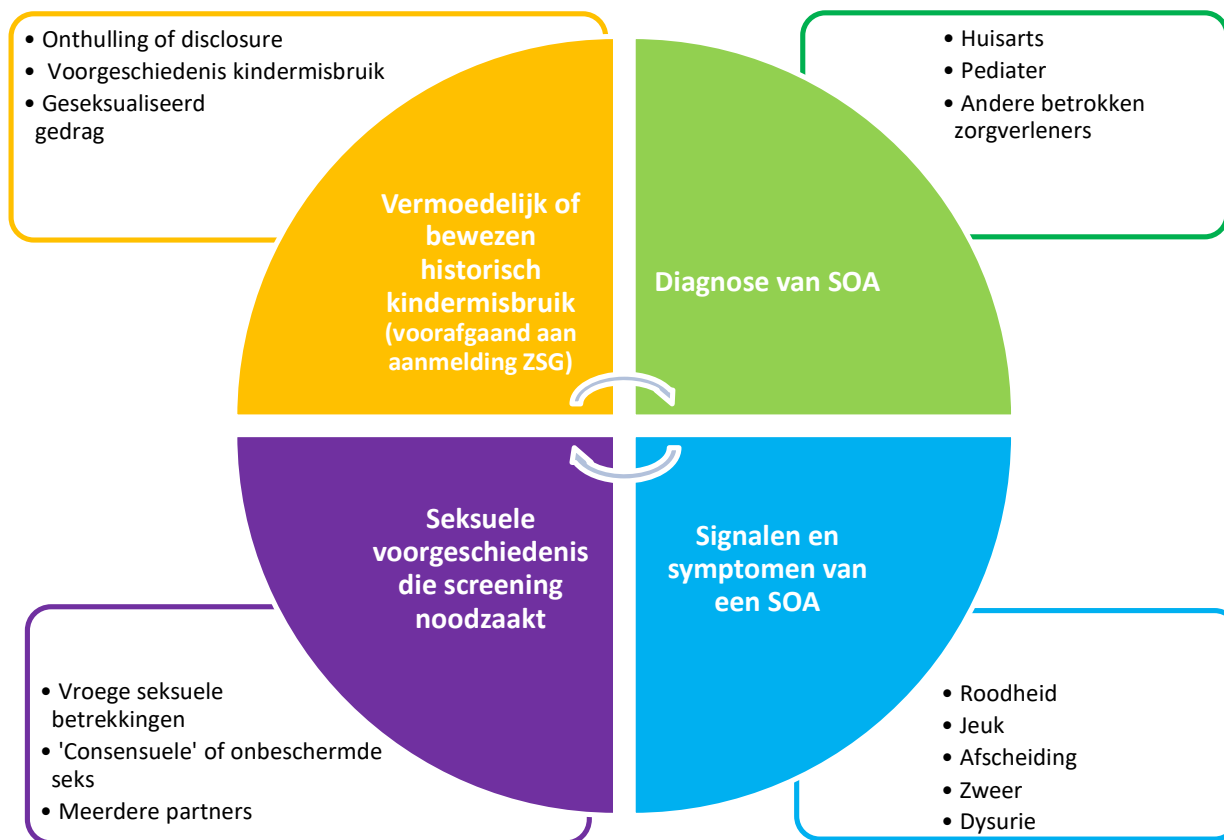 • Onthulling of disclosure
• Voorgeschiedenis kindermisbruik
• Geseksualiseerd
gedrag
• Huisarts
• Pediater
• Andere betrokken
zorgverleners
Vermoedelijk of
bewezen
historisch
kindermisbruik
(voorafgaand aan
aanmelding ZSG)
Diagnose van SOA
Seksuele
voorgeschiedenis
die screening
noodzaakt
Signalen en
symptomen van
een SOA
• Vroege seksuele
betrekkingen
• 'Consensuele' of onbeschermde
seks
• Meerdere partners
• Roodheid
• Jeuk
• Afscheiding
• Zweer
• Dysurie